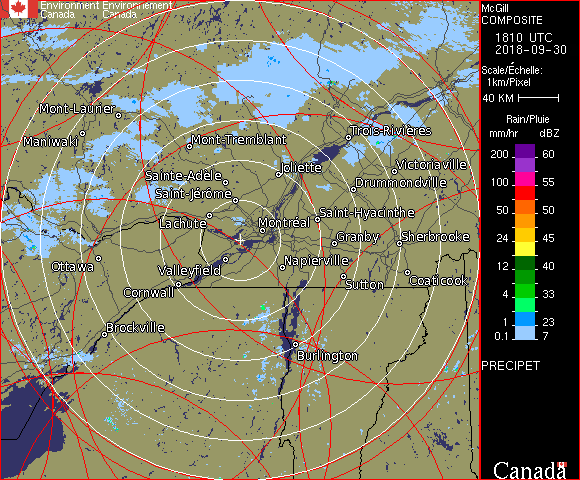 Environment Environnement
Canada Canada
McGill
COMPOSITE
1810 UTC
2018-09-30
Scale/Échelle:
1km/Pixel
40 KM
Rain/Pluie
mm/hr dBZ
200 60
100 55
50 50
24 45
12 40
4 33
1 23
0.1 7
PRECIPET
Canada
Mont-Laurier
Maniwaki
Mont-Tremblant
Trois-Rivières
Joliette
Victoriaville
Sainte-Adèle
Drummondville
Saint-Jérôme
Lachute
Montréal
Saint-Hyacinthe
Granby
Sherbrooke
Ottawa
Valleyfield
Napierville
Cornwall
Sutton
Coaticook
Brockville
Burlington